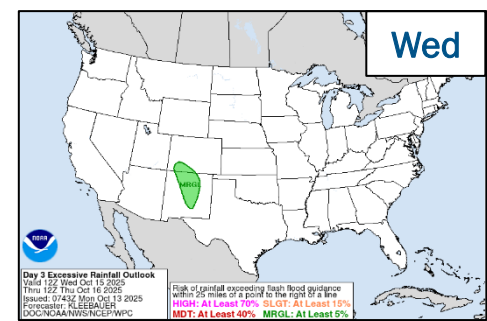 Wed
MRGL
NOAA
Day 3 Excessive Rainfall Outlook
Valid 12Z Wed Oct 15 2025
Thru 12Z Thu Oct 16 2025
Issued: 0743Z Mon Oct 13 2025
Forecaster: KLEEBAUER
DOC/NOAA/NWS/NCEP/WPC
Risk of rainfall exceeding flash flood guidance
within 25 miles of a point to the right of a line
HIGH: At Least 70% SLGT: At Least 15%
MDT: At Least 40% MRGL: At Least 5%